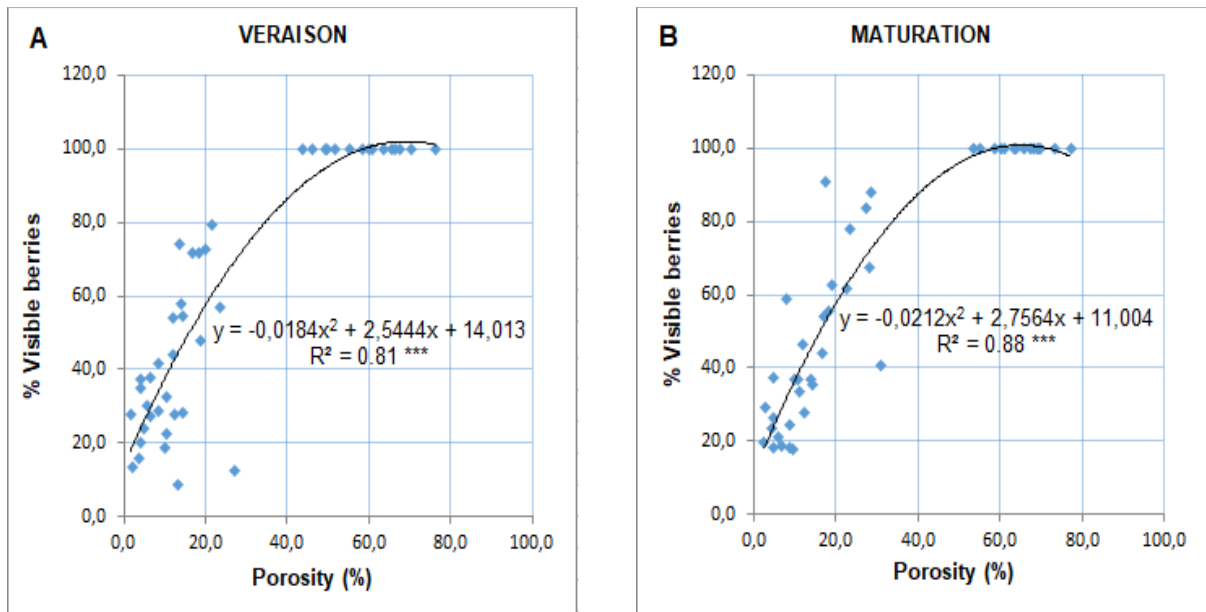 A
VERAISON
120,0
100,0
80,0
60,0
40,0
20,0
0,0
% Visible berries
y = -0,0184x² + 2,5444x + 14,013
R² = 0.81 ***
0,0 20,0 40,0 60,0 80,0 100,0
Porosity (%)
B
MATURATION
120,0
100,0
80,0
60,0
40,0
20,0
0,0
% Visible berries
y = -0,0212x² + 2,7564x + 11,004
R² = 0.88 ***
0,0 20,0 40,0 60,0 80,0 100,0
Porosity (%)